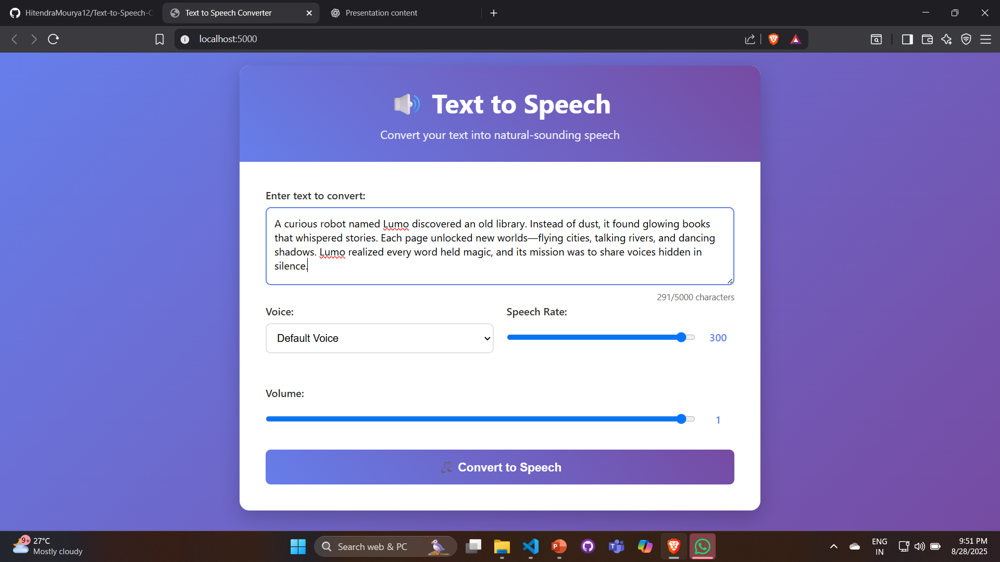 HitendraMourya12/Text-to-Speech-C
Text to Speech Converter
Presentation content
localhost:5000
Text to Speech
Convert your text into natural-sounding speech
Enter text to convert:
A curious robot named Lumo discovered an old library. Instead of dust, it found glowing books
that whispered stories. Each page unlocked new worlds—flying cities, talking rivers, and dancing
shadows. Lumo realized every word held magic, and its mission was to share voices hidden in
silence.
291/5000 characters
Voice:
Speech Rate:
Default Voice
300
Volume:
1
Convert to Speech
9+
27°C
Mostly cloudy
Search web & PC
ENG
IN
9:51 PM
8/28/2025